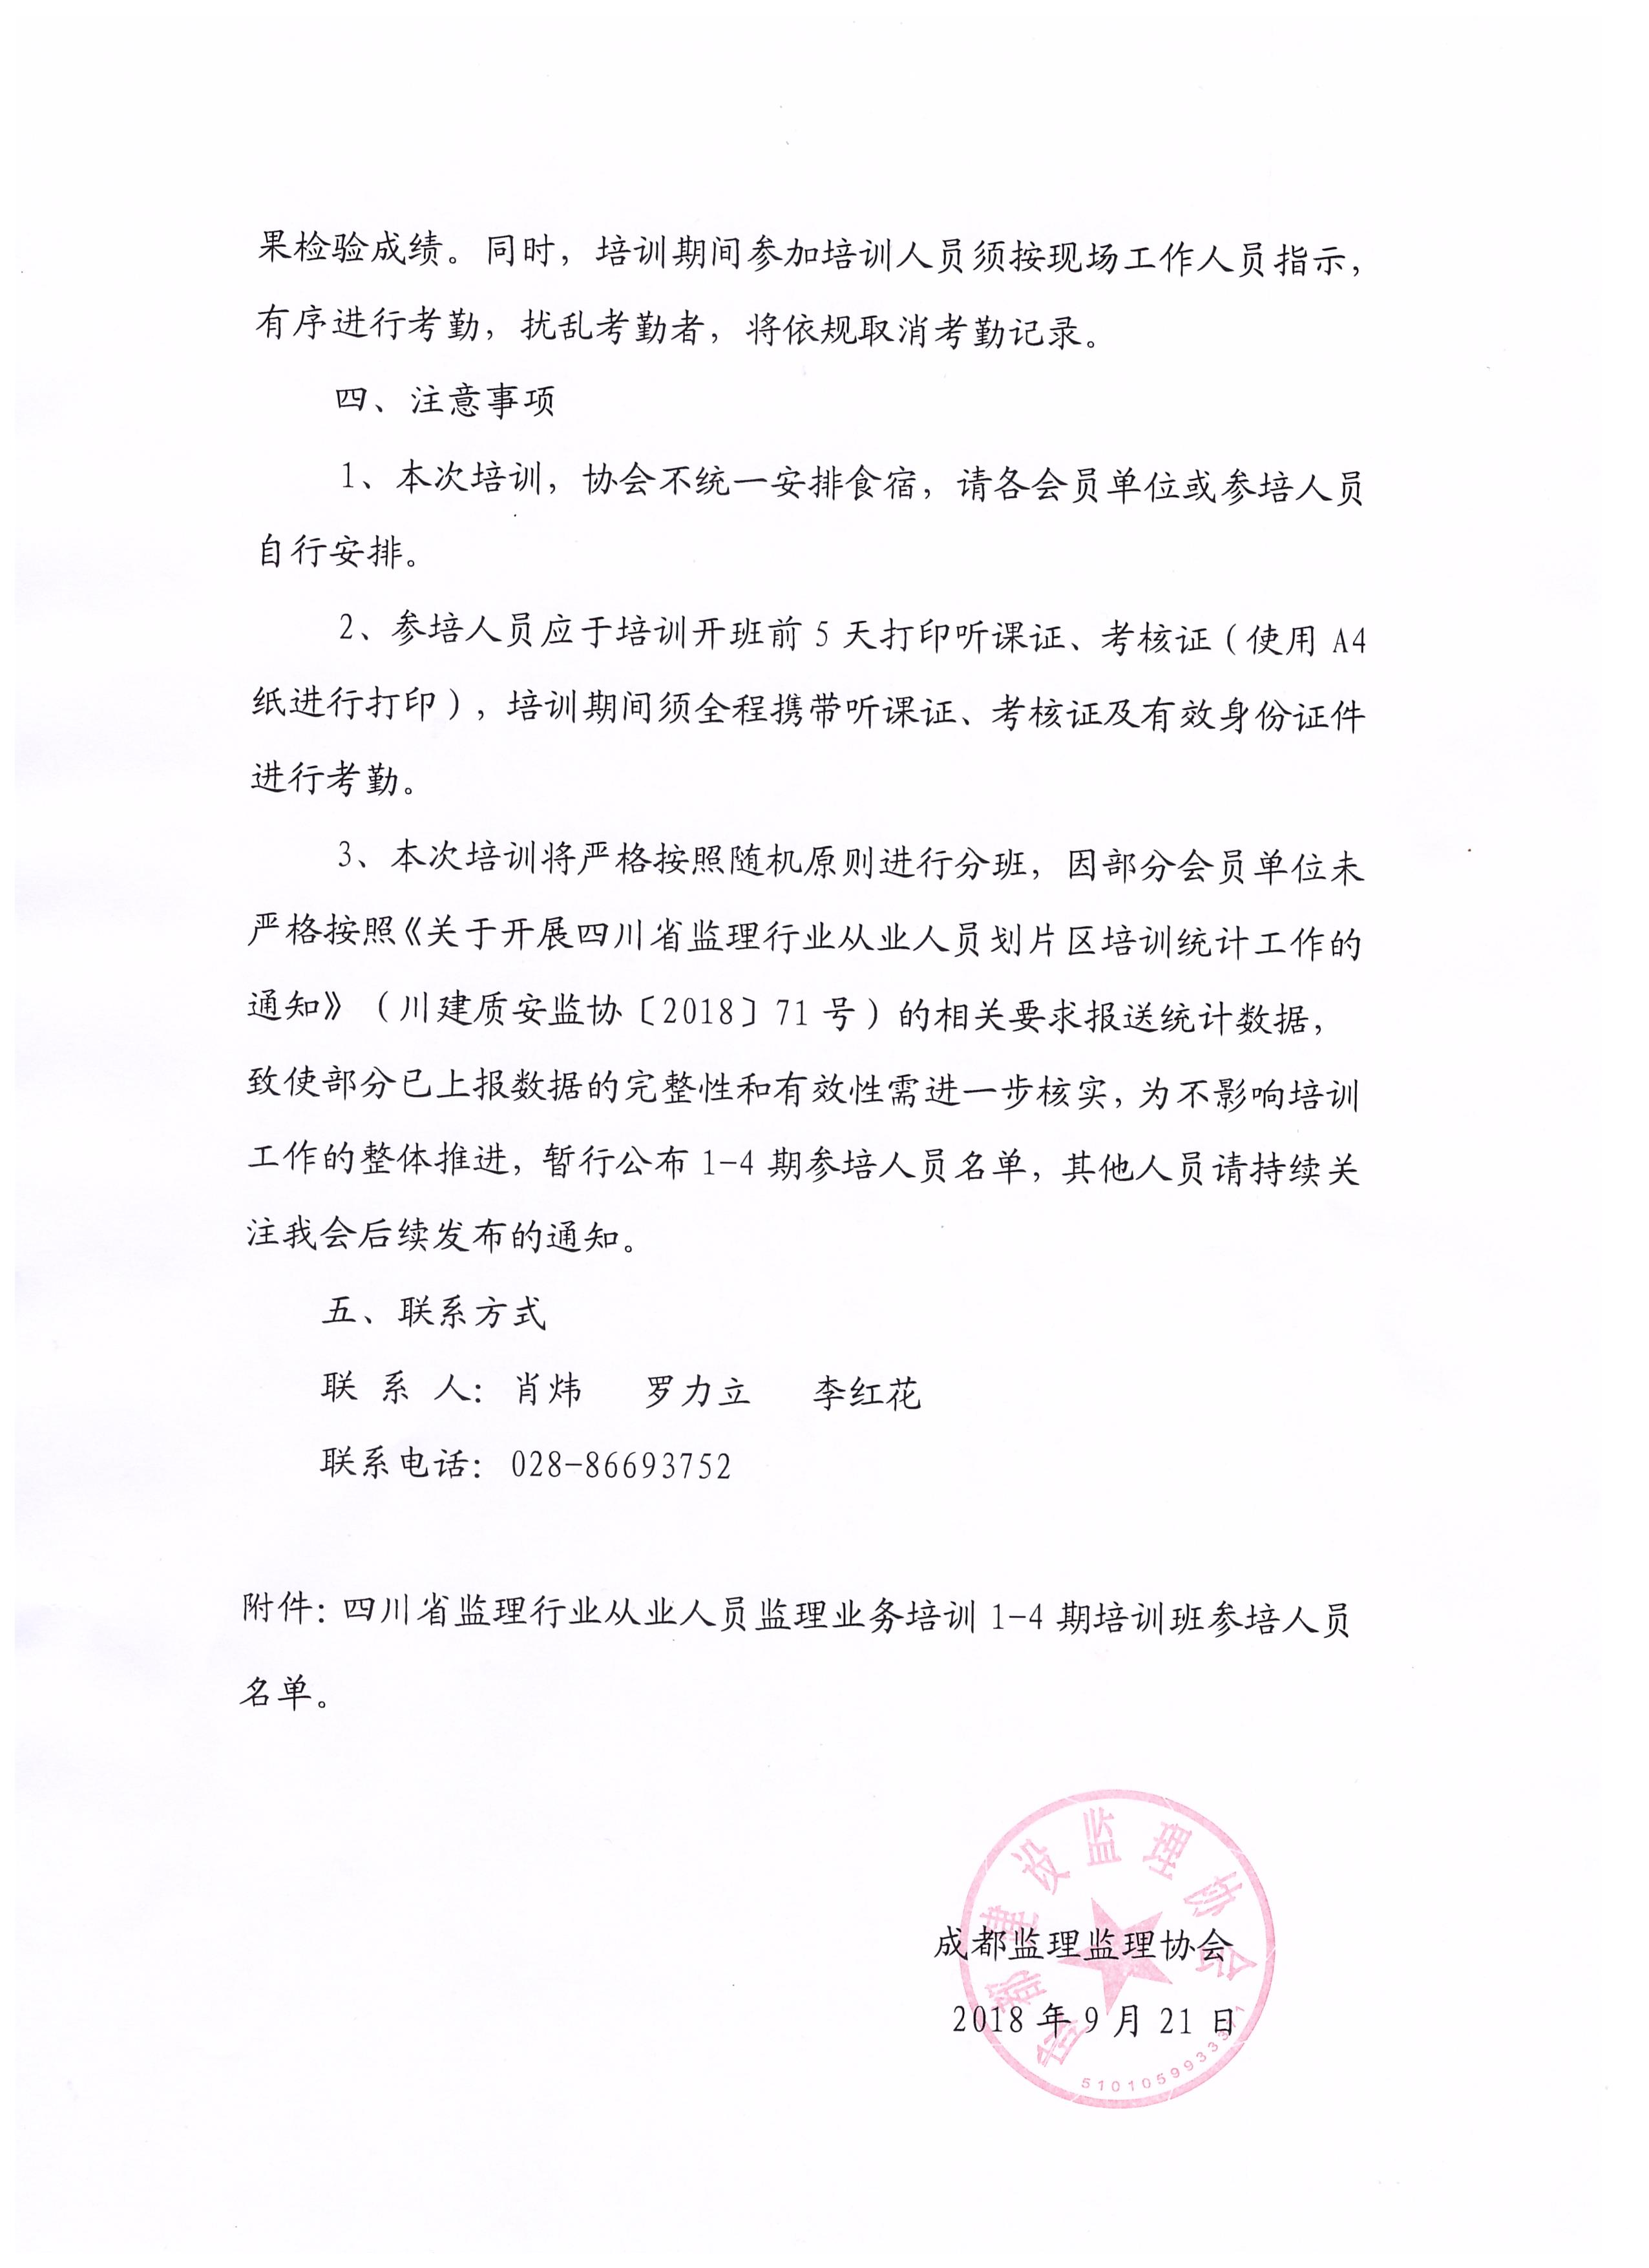 果检验成绩。同时，培训期间参加培训人员须按现场工作人员指示，
有序进行考勤，扰乱考勤者，将依规取消考勤记录。
四、注意事项
1、本次培训，协会不统一安排食宿，请各会员单位或参培人员
自行安排。
2、参培人员应于培训开班前 5 天打印听课证、考核证（使用 A4
纸进行打印），培训期间须全程携带听课证、考核证及有效身份证件
进行考勤。
3、本次培训将严格按照随机原则进行分班，因部分会员单位未
严格按照《关于开展四川省监理行业从业人员划片区培训统计工作的
通知》（川建质安监协〔2018〕71 号）的相关要求报送统计数据，
致使部分已上报数据的完整性和有效性需进一步核实，为不影响培训
工作的整体推进，暂行公布 1-4 期参培人员名单，其他人员请持续关
注我会后续发布的通知。
五、联系方式
联 系 人： 肖炜 罗力立 李红花
联系电话： 028-86693752
附件：四川省监理行业从业人员监理业务培训 1-4 期培训班参培人员
名单。
成都监理监理协会
2018 年 9 月 21 日
成都建设监理协会
5101059933371